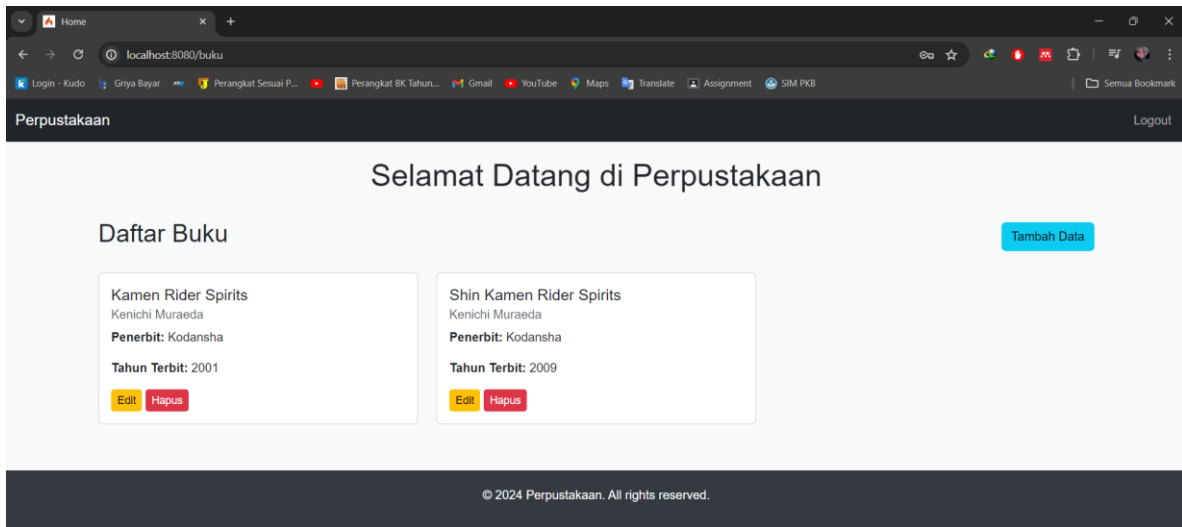 Home
localhost:8080/buku
Login - Kudo Griya Bayar Perangkat Sesuai P... Perangkat BK Tahun... Gmail YouTube Maps Translate Assignment SIM PKB Semua Bookmark
Perpustakaan Logout
Selamat Datang di Perpustakaan
Daftar Buku Tambah Data
Kamen Rider Spirits
Kenichi Muraeda
Penerbit: Kodansha
Tahun Terbit: 2001
Edit Hapus
Shin Kamen Rider Spirits
Kenichi Muraeda
Penerbit: Kodansha
Tahun Terbit: 2009
Edit Hapus
© 2024 Perpustakaan. All rights reserved.